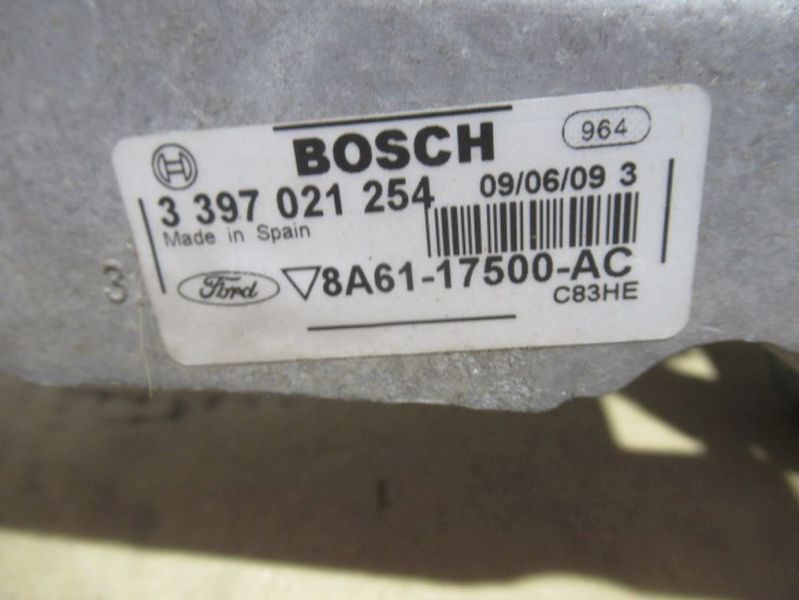 BOSCH 964
3 397 021 254 09/06/09 3
Made in Spain
Ford 8A61-17500-AC
C83HE
3